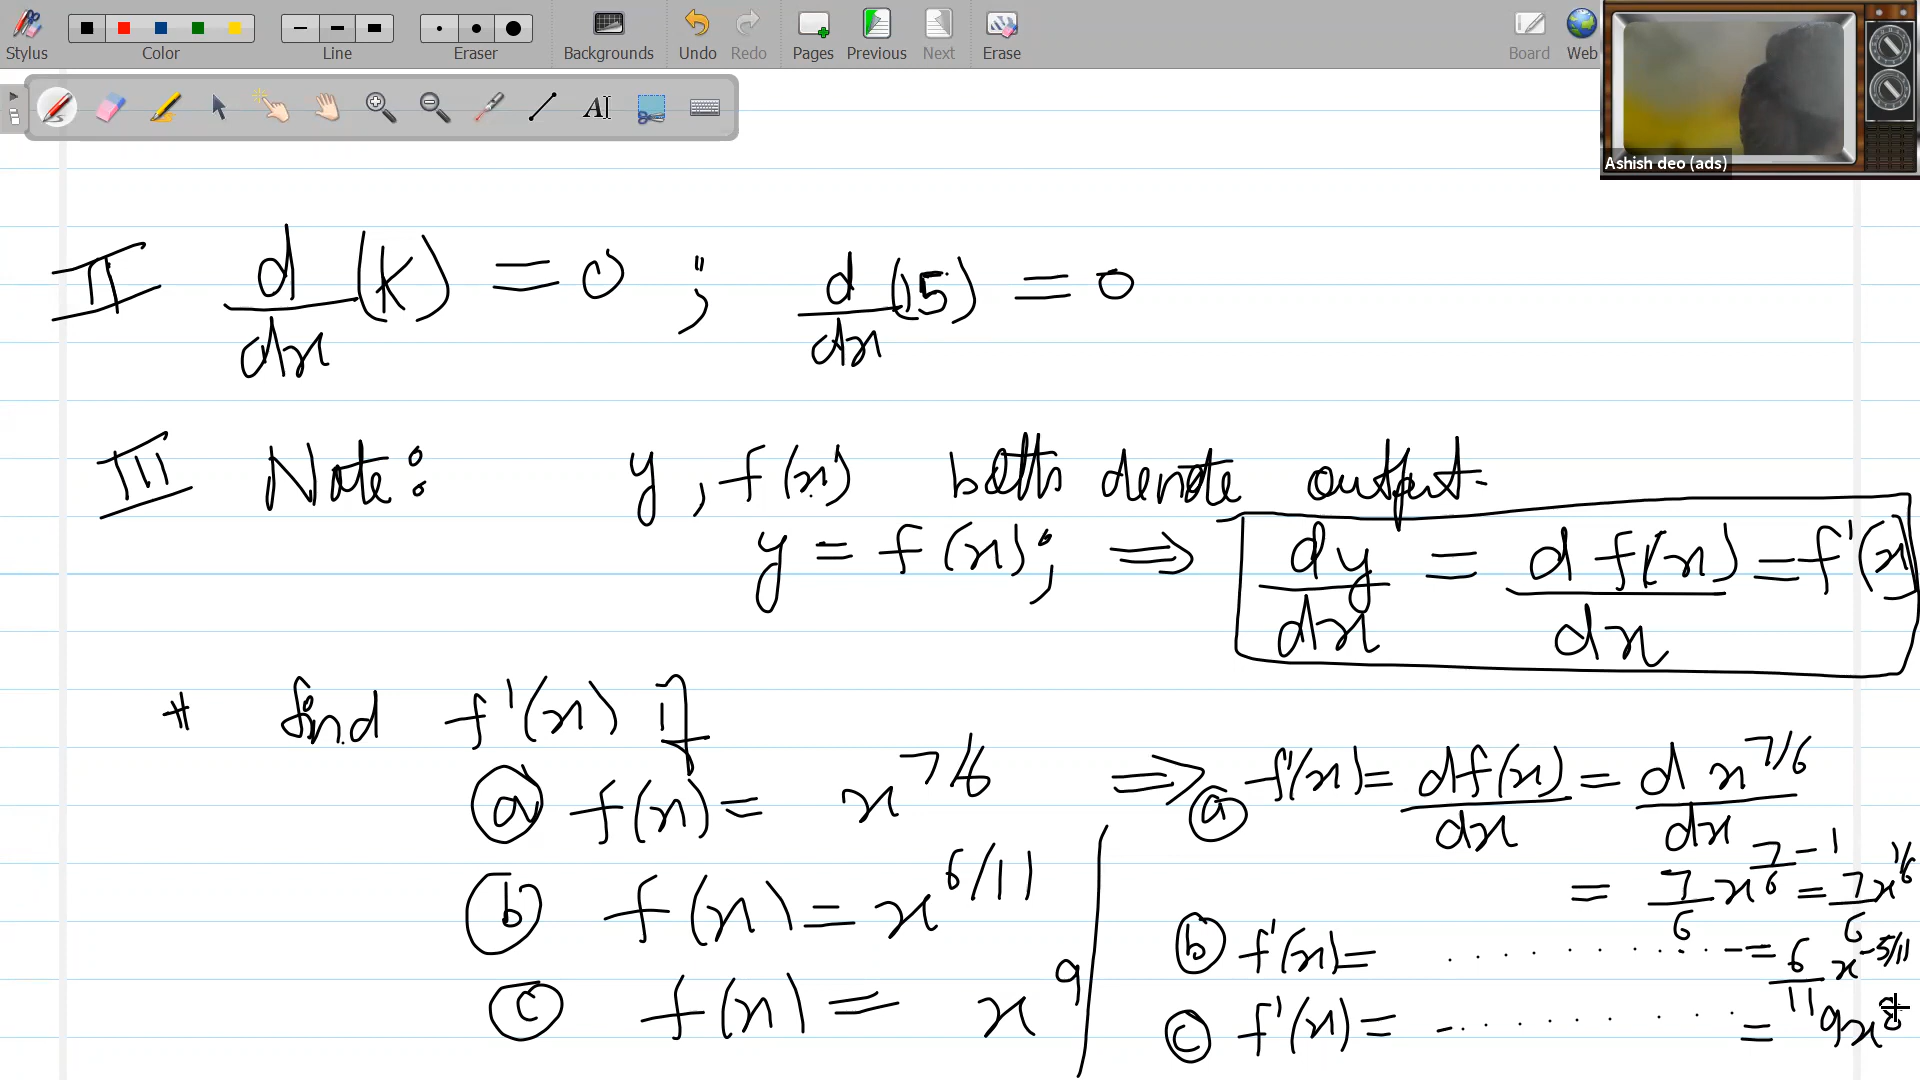 Stylus Color Line Eraser Backgrounds Undo Redo Pages Previous Next Erase Board Web
Ashish deo (ads)
II d/dx (k) = 0 ; d/dx (15) = 0
III Note: y, f(x) both denote output.
y = f(x); ⇒ dy/dx = d f(x)/dx = f'(x)
* find f'(x) if
(a) f(x) = x^7/6 ⇒ (a) f'(x) = df(x)/dx = d x^7/6 /dx
= 7/6 x^(7/6 - 1) = 7/6 x^1/6
(b) f(x) = x^6/11
(b) f'(x) = .......... = 6/11 x^-5/11
(c) f(x) = x^9
(c) f'(x) = .......... = 9x^8